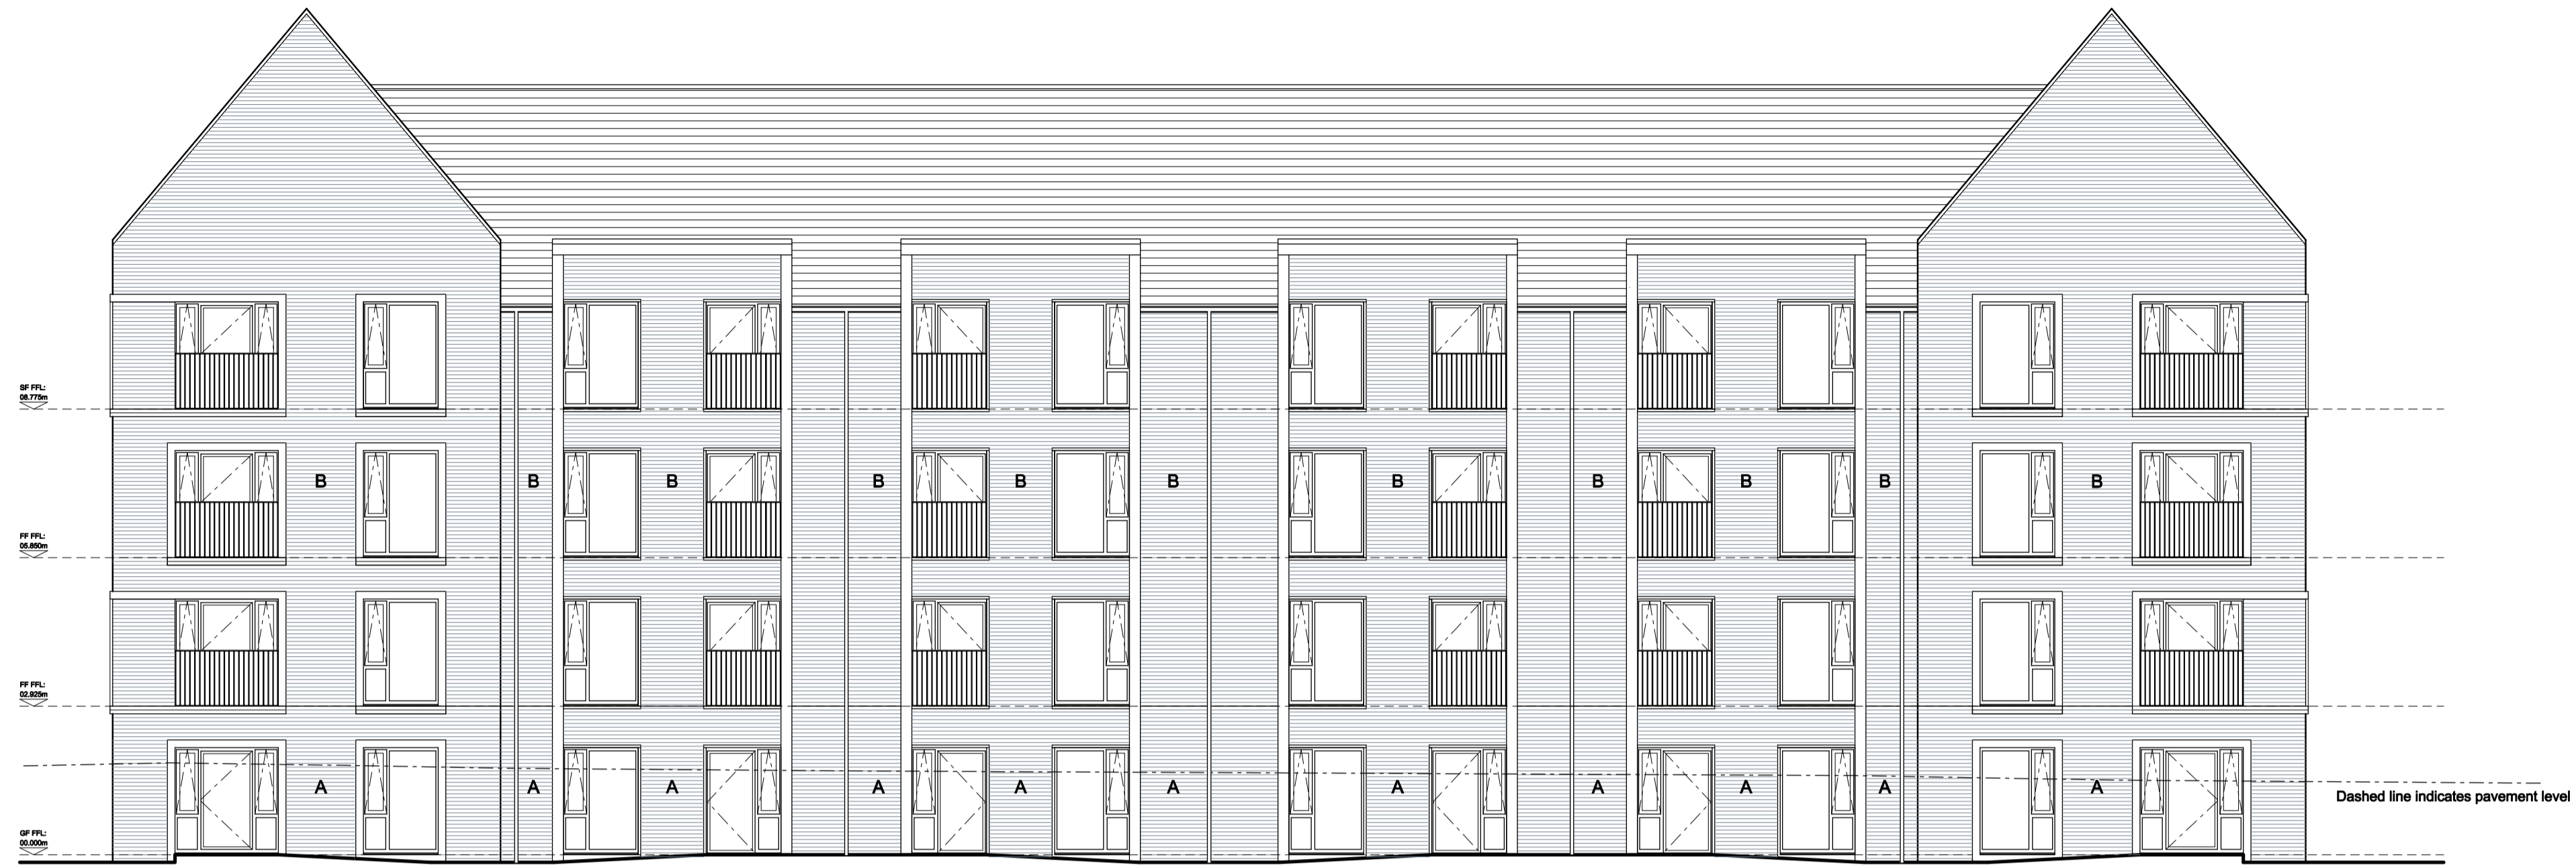 SF FFL:
08.775m
B B B B B B B B B B B
FF FFL:
05.850m
FF FFL:
02.925m
A A A A A A A A A A A
Dashed line indicates pavement level
GF FFL:
00.000m